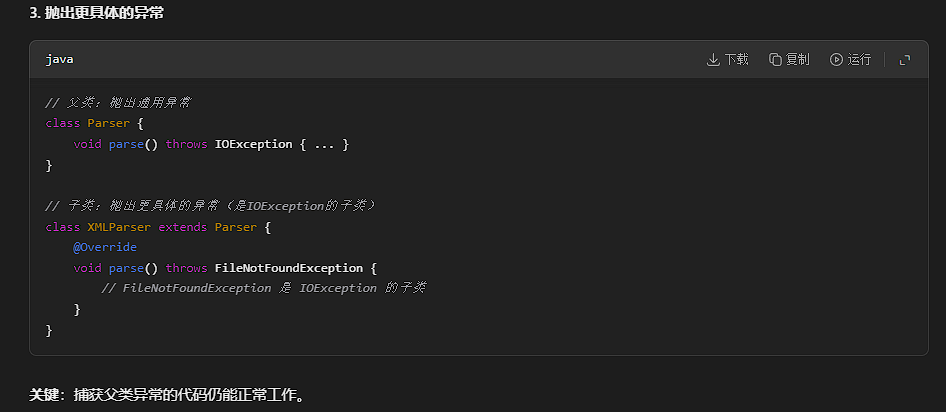 3. 抛出更具体的异常
java
下载 复制 运行
// 父类：抛出通用异常
class Parser {
    void parse() throws IOException { ... }
}
// 子类：抛出更具体的异常（是IOException的子类）
class XMLParser extends Parser {
    @Override
    void parse() throws FileNotFoundException {
        // FileNotFoundException 是 IOException 的子类
    }
}
关键：捕获父类异常的代码仍能正常工作。